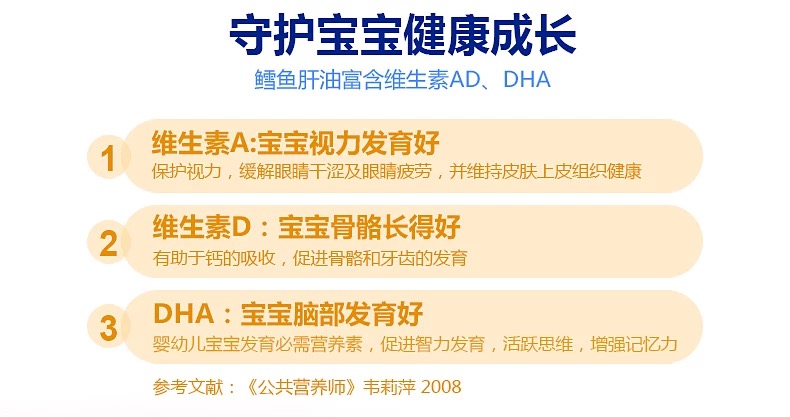 守护宝宝健康成长
鳕鱼肝油富含维生素AD、DHA
1
维生素A:宝宝视力发育好
保护视力，缓解眼睛干涩及眼睛疲劳，并维持皮肤上皮组织健康
2
维生素D：宝宝骨骼长得好
有助于钙的吸收，促进骨骼和牙齿的发育
3
DHA：宝宝脑部发育好
婴幼儿宝宝发育必需营养素，促进智力发育，活跃思维，增强记忆力
参考文献：《公共营养师》韦莉萍 2008